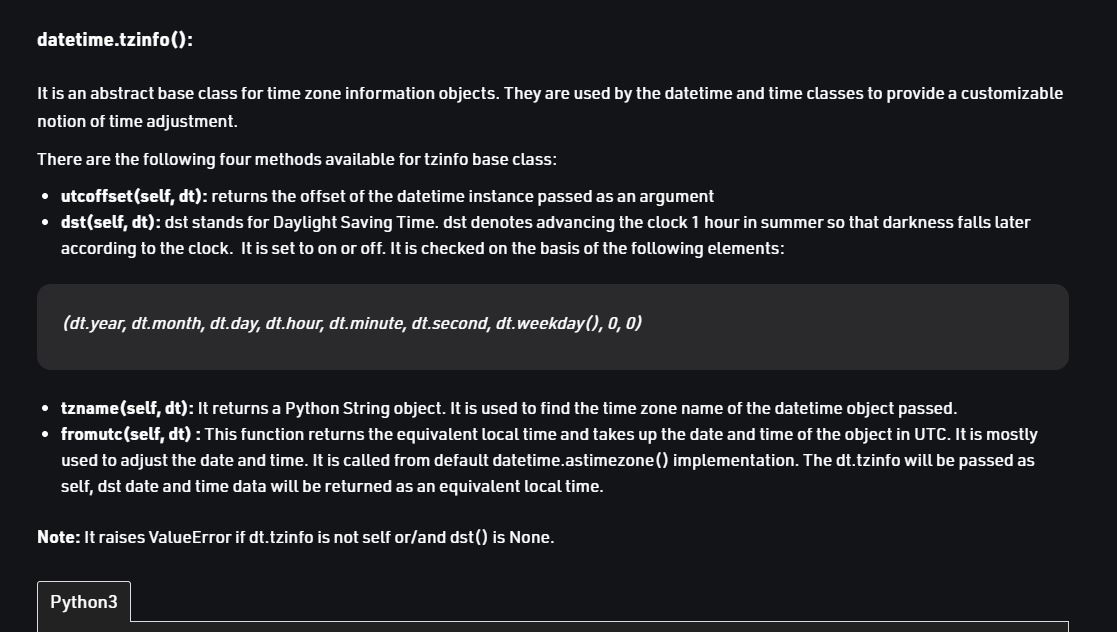 datetime.tzinfo():
It is an abstract base class for time zone information objects. They are used by the datetime and time classes to provide a customizable
notion of time adjustment.
There are the following four methods available for tzinfo base class:
• utcoffset(self, dt): returns the offset of the datetime instance passed as an argument
• dst(self, dt): dst stands for Daylight Saving Time. dst denotes advancing the clock 1 hour in summer so that darkness falls later
according to the clock.  It is set to on or off. It is checked on the basis of the following elements:
(dt.year, dt.month, dt.day, dt.hour, dt.minute, dt.second, dt.weekday(), 0, 0)
• tzname(self, dt): It returns a Python String object. It is used to find the time zone name of the datetime object passed.
• fromutc(self, dt) : This function returns the equivalent local time and takes up the date and time of the object in UTC. It is mostly
used to adjust the date and time. It is called from default datetime.astimezone() implementation. The dt.tzinfo will be passed as
self, dst date and time data will be returned as an equivalent local time.
Note: It raises ValueError if dt.tzinfo is not self or/and dst() is None.
Python3